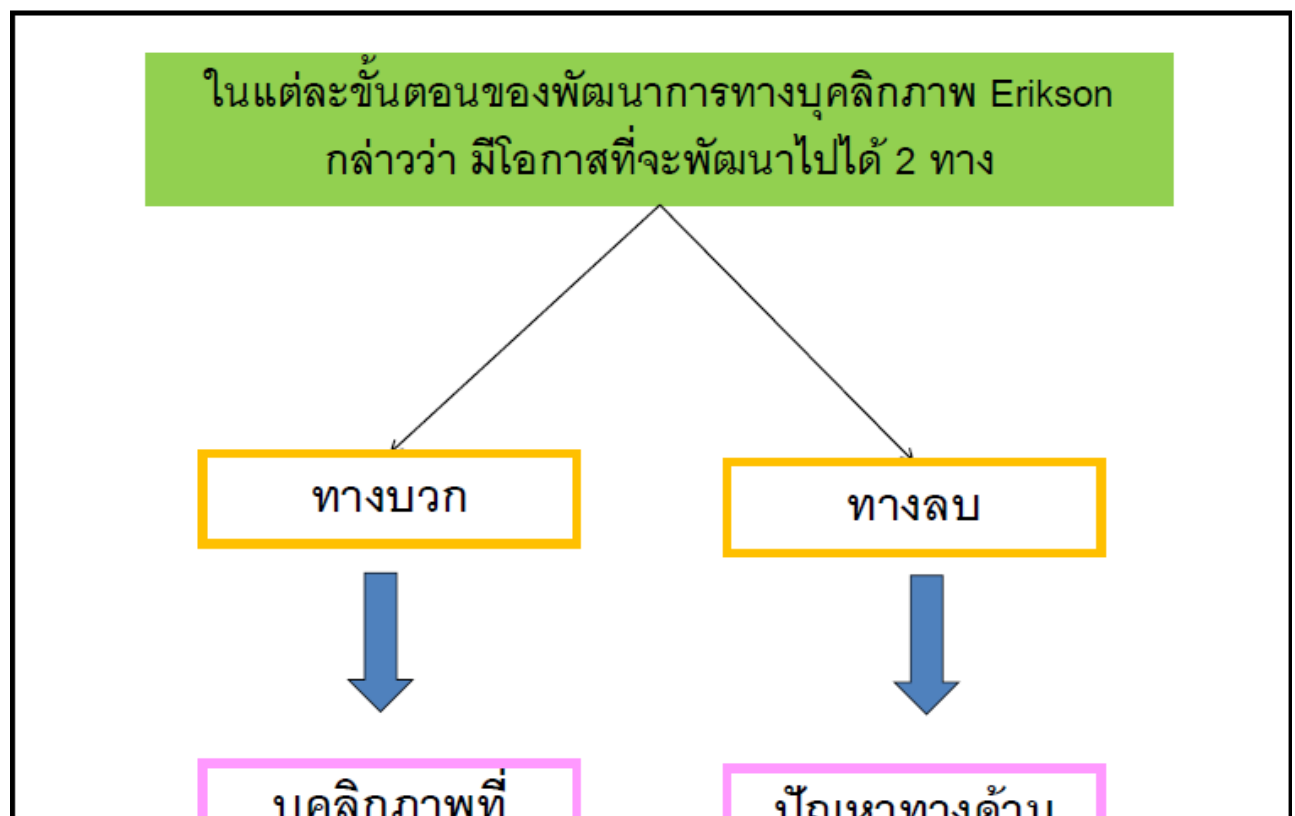 ในแต่ละขั้นตอนของพัฒนาการทางบุคลิกภาพ Erikson
กล่าวว่า มีโอกาสที่จะพัฒนาไปได้ 2 ทาง
ทางบวก
ทางลบ
บุคลิกภาพที่
ปัญหาทางด้าน